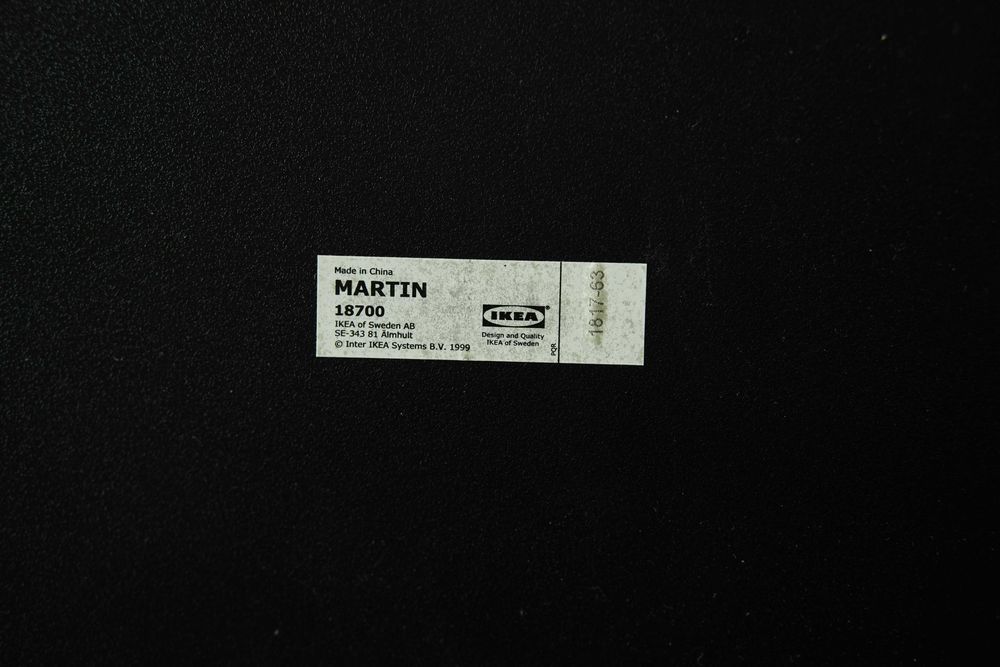 Made in China
MARTIN
18700
IKEA of Sweden AB
SE-343 81 Älmhult
© Inter IKEA Systems B.V. 1999
IKEA®
Design and Quality
IKEA of Sweden
PQR
1817-63